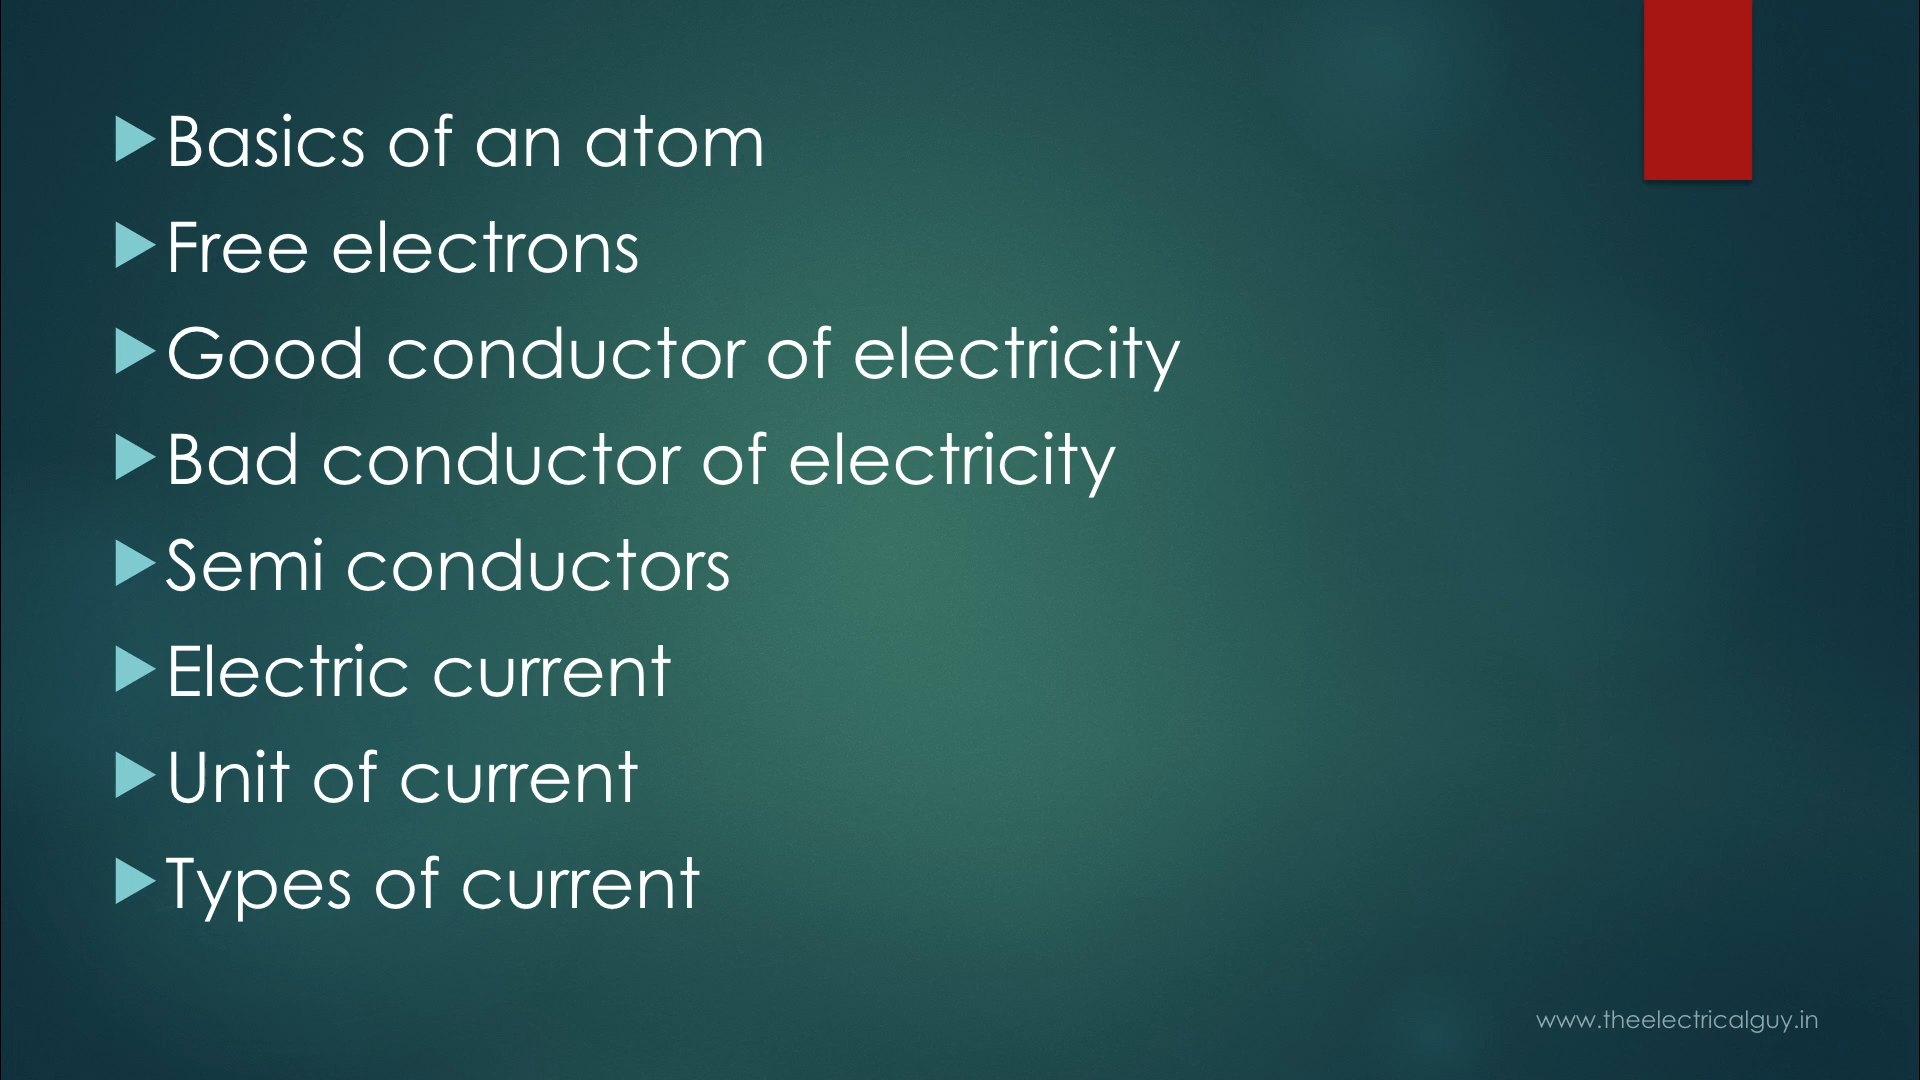 Basics of an atom
Free electrons
Good conductor of electricity
Bad conductor of electricity
Semi conductors
Electric current
Unit of current
Types of current
www.theelectricalguy.in